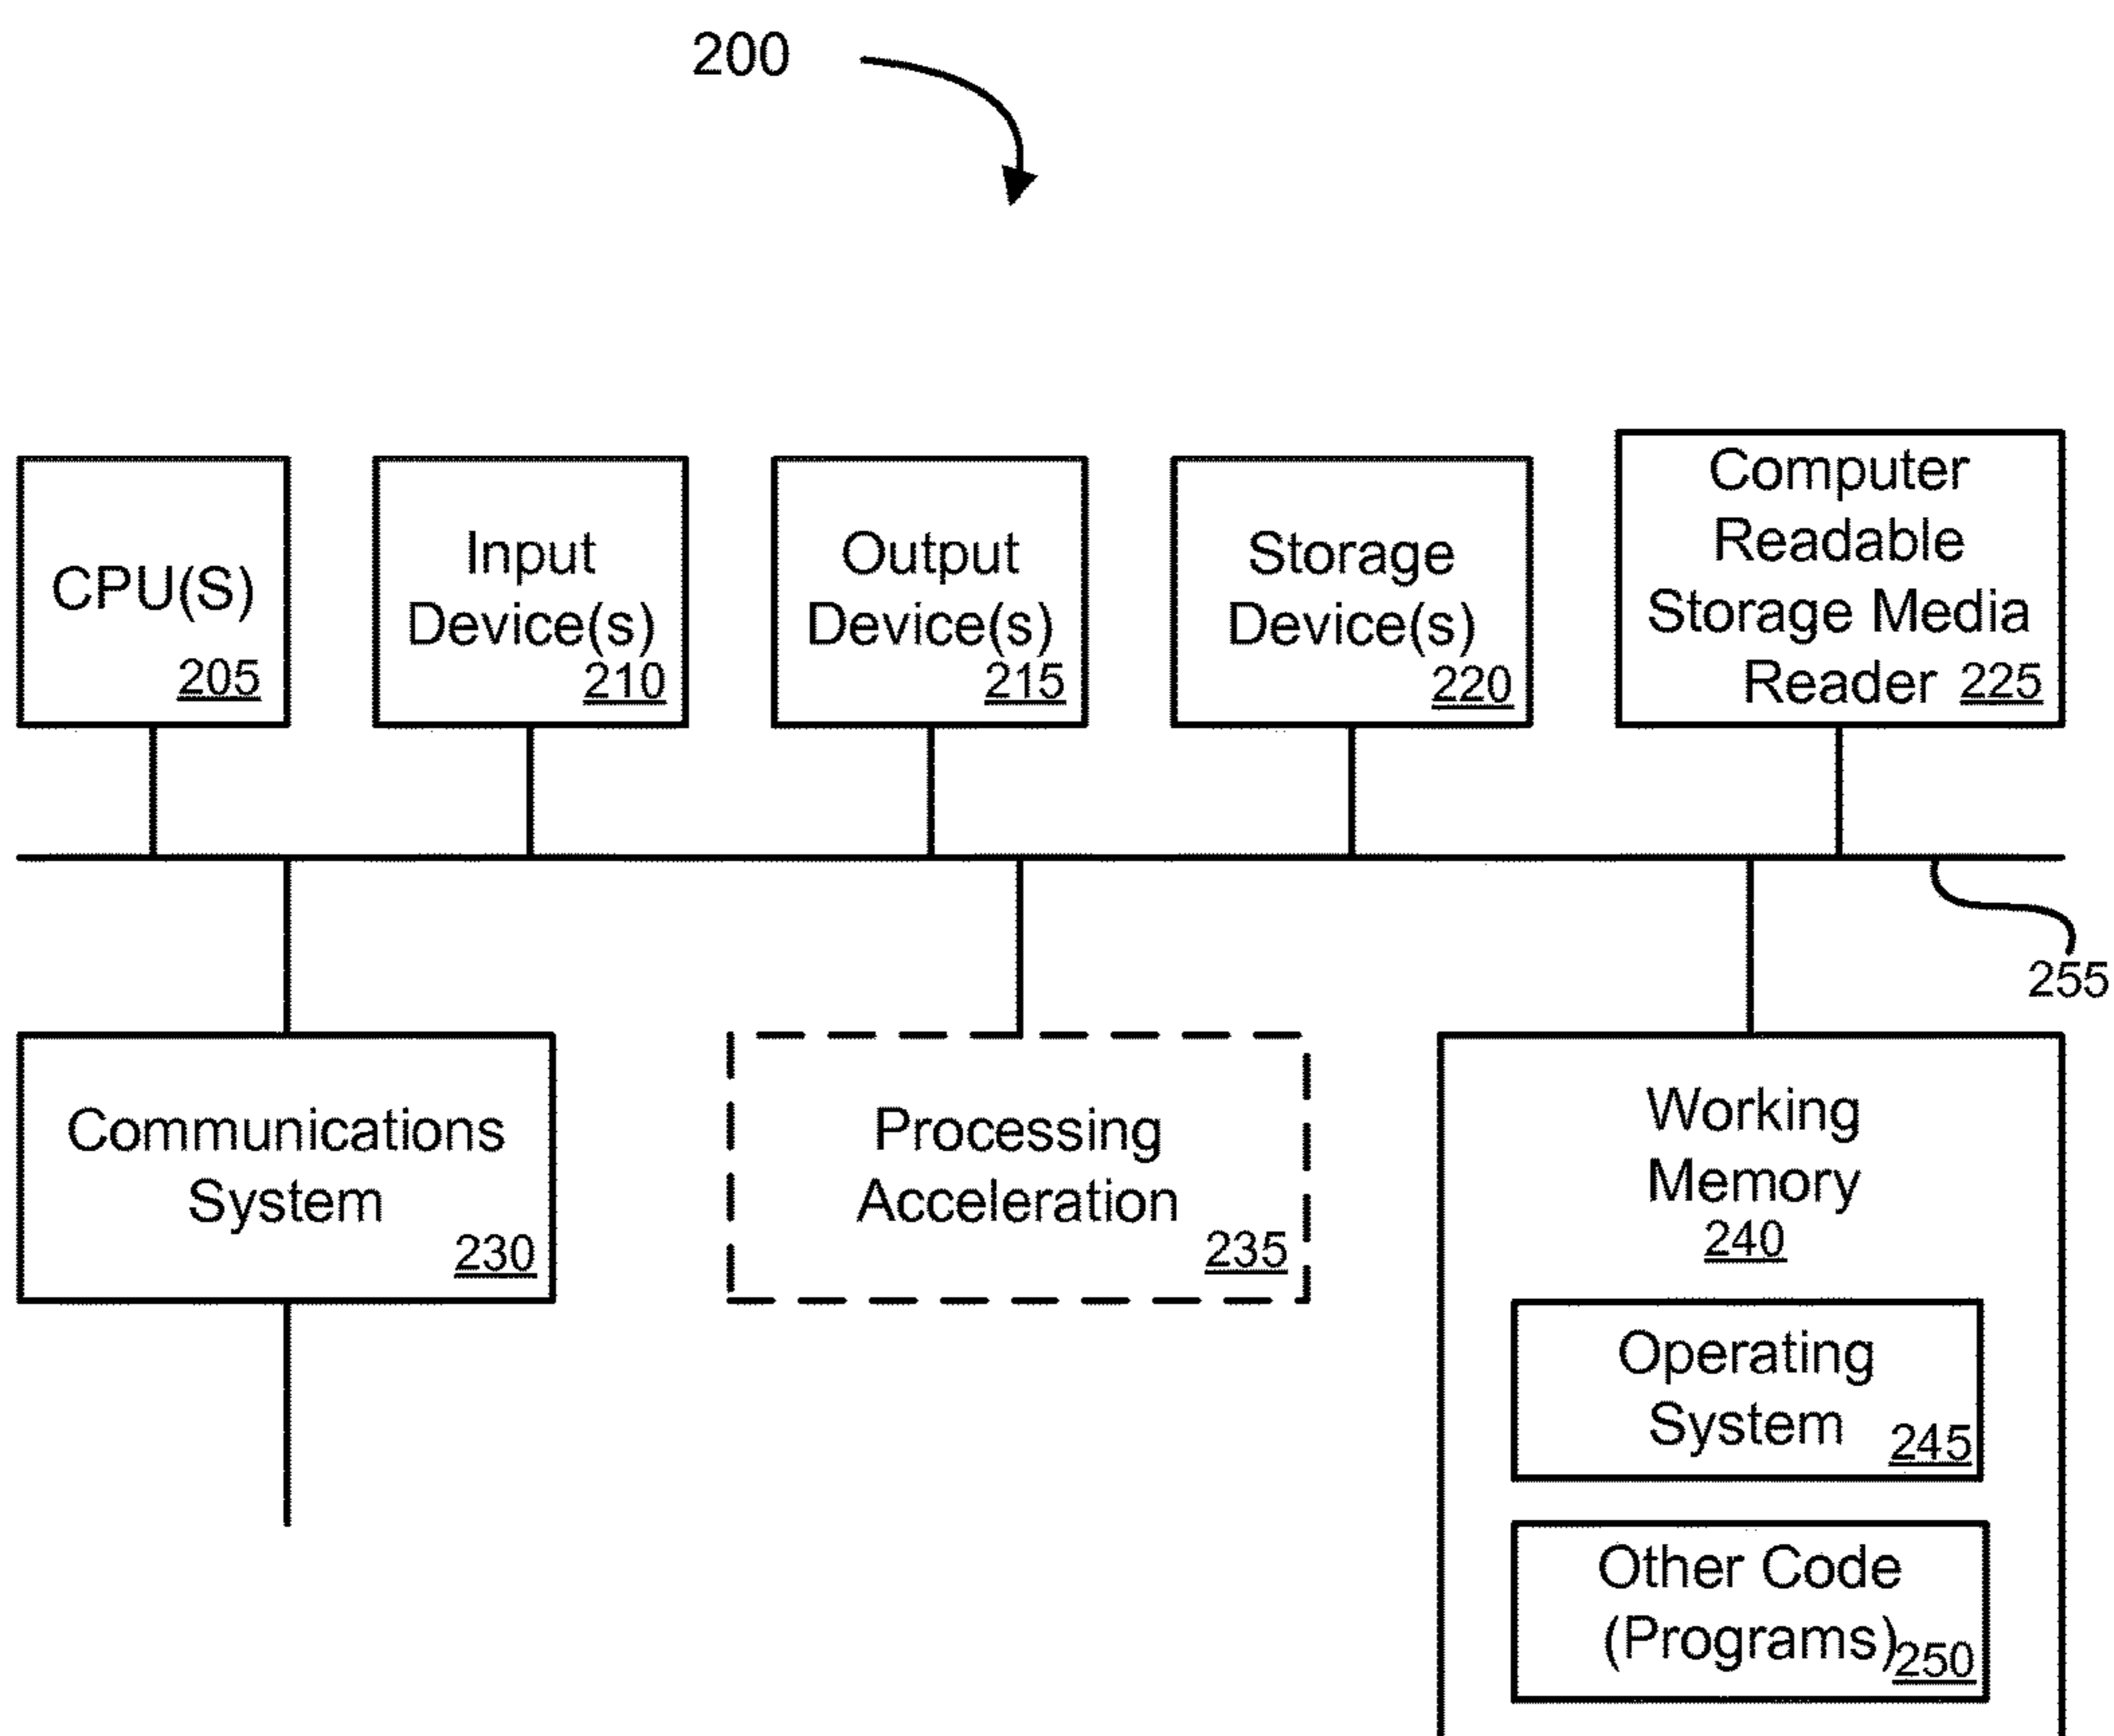 200
CPU(S)
205
Input
Device(s)
210
Output
Device(s)
215
Storage
Device(s)
220
Computer
Readable
Storage Media
Reader 225
255
Communications
System
230
Processing
Acceleration
235
Working
Memory
240
Operating
System
245
Other Code
(Programs)
250